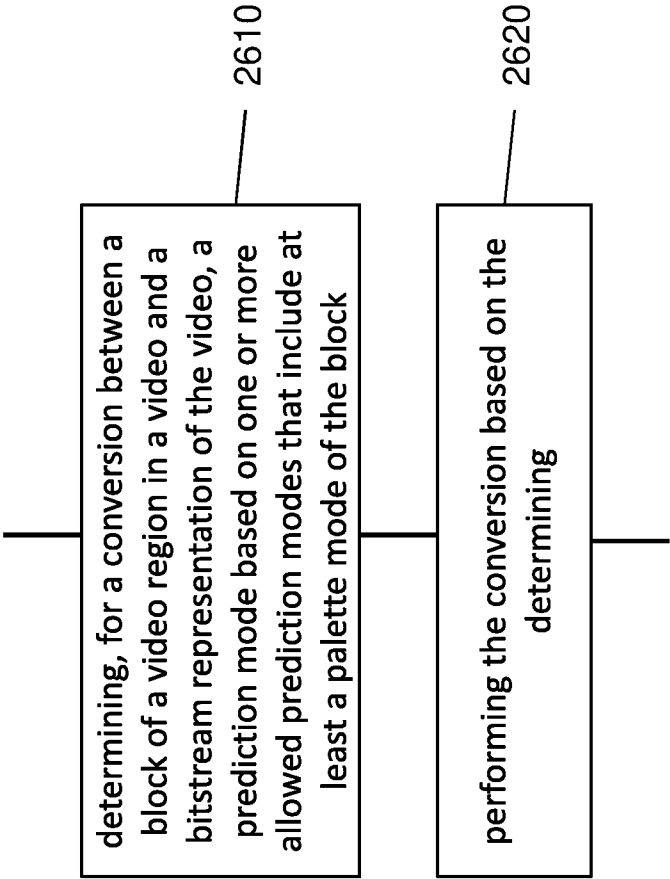 determining, for a conversion between a
block of a video region in a video and a
bitstream representation of the video, a
prediction mode based on one or more
allowed prediction modes that include at
least a palette mode of the block
2610
performing the conversion based on the
determining
2620